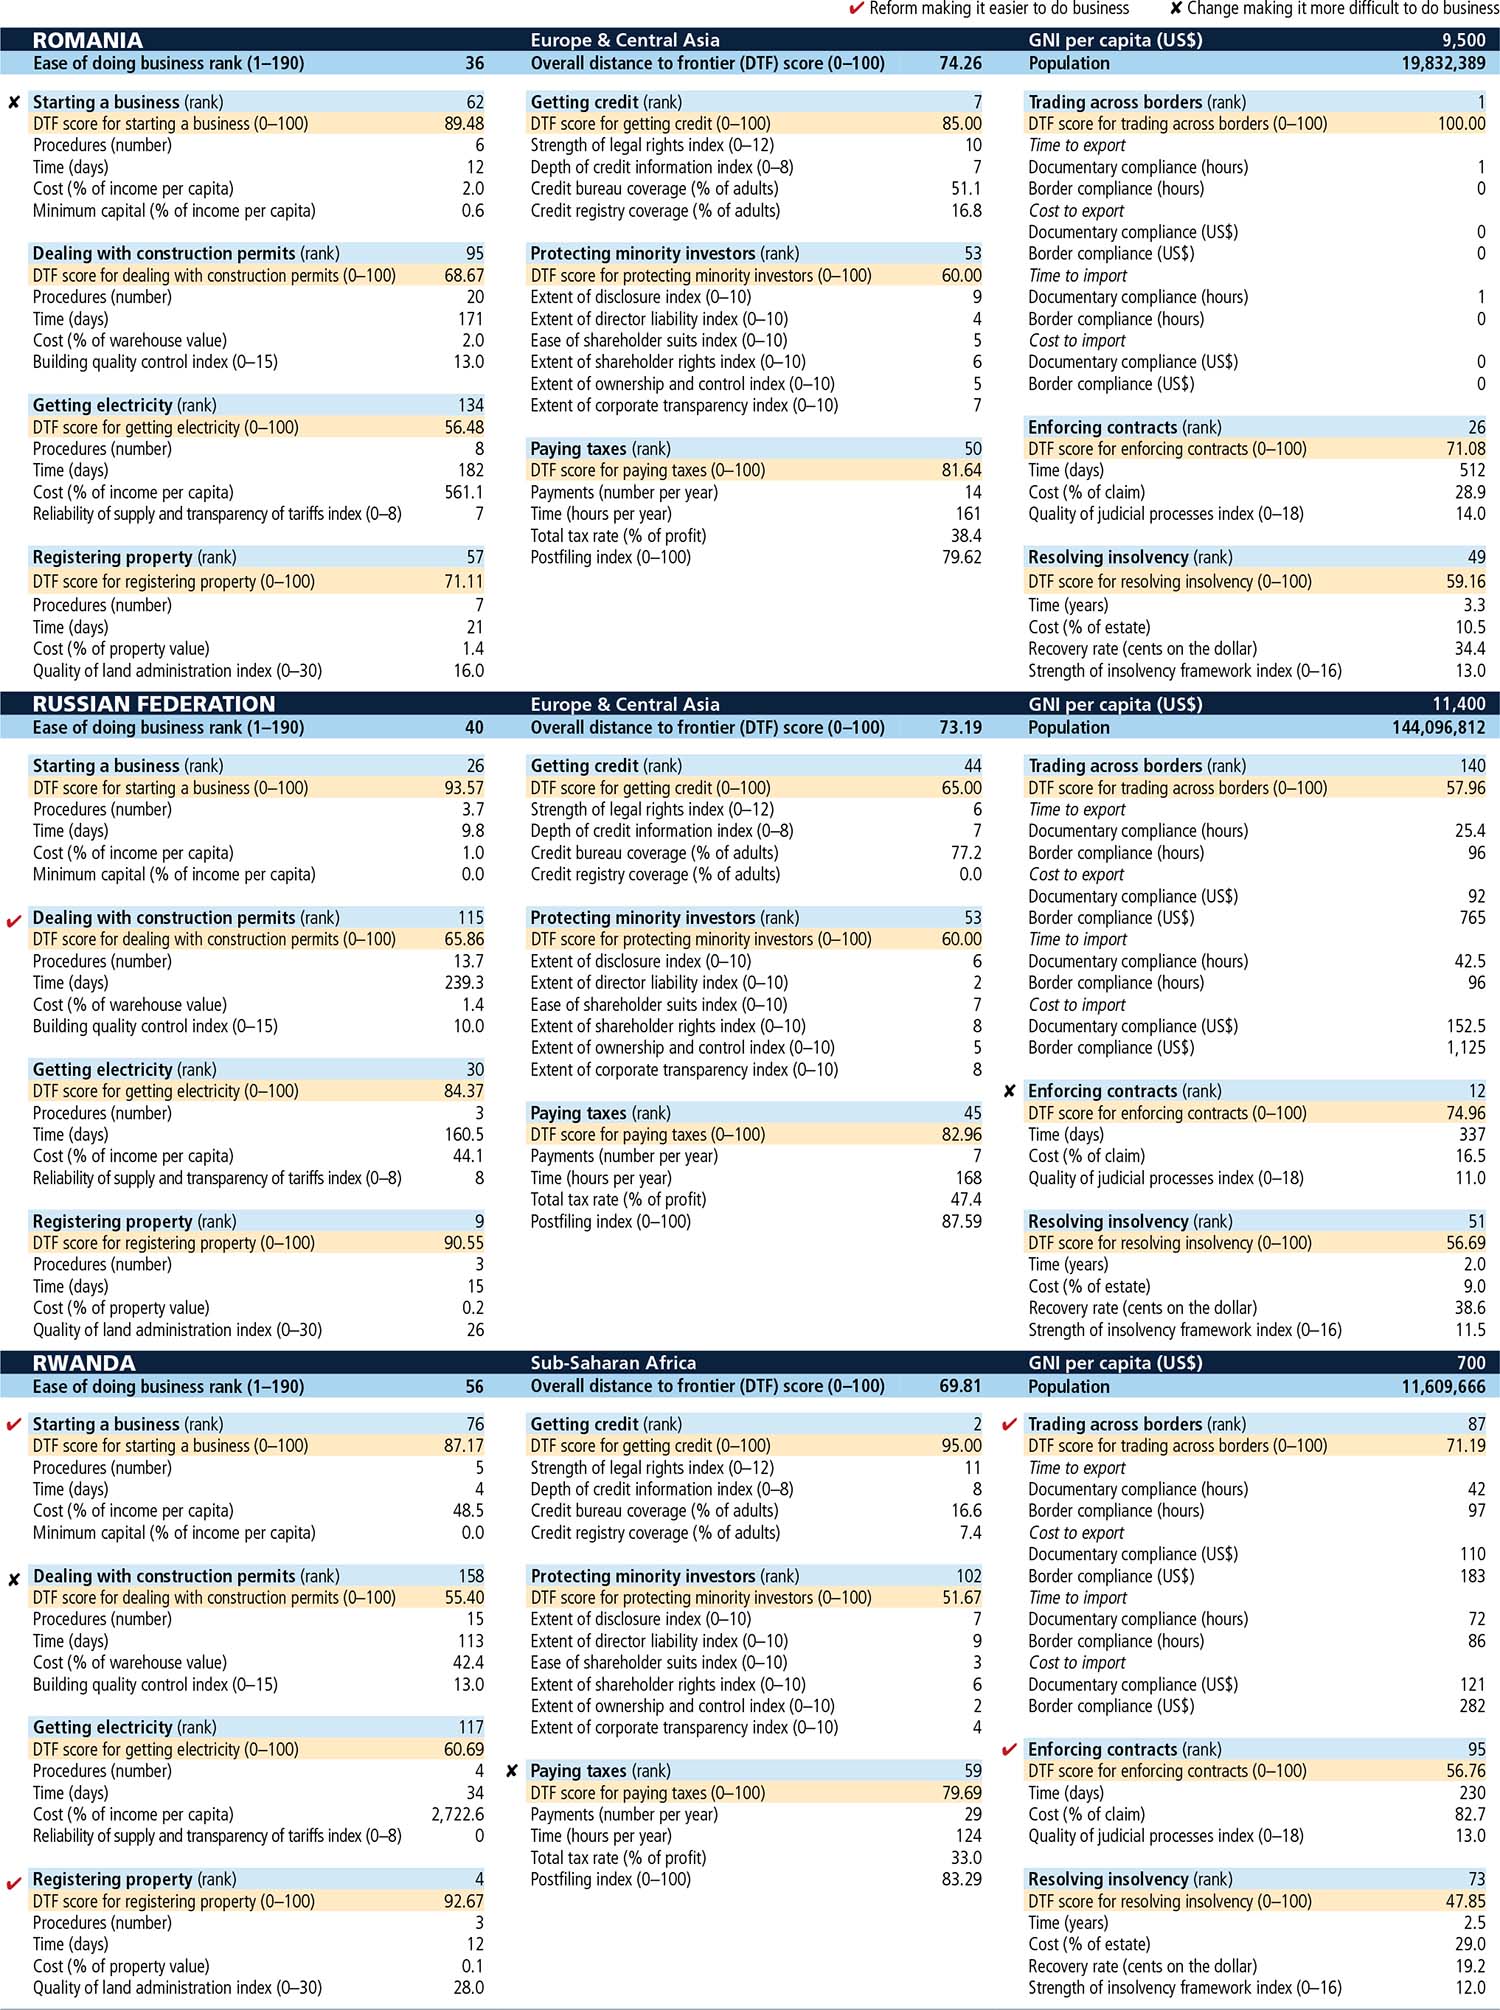 ✔ Reform making it easier to do business ✘ Change making it more difficult to do business
ROMANIA Europe & Central Asia GNI per capita (US$) 9,500
Ease of doing business rank (1–190) 36 Overall distance to frontier (DTF) score (0–100) 74.26 Population 19,832,389
✘ Starting a business (rank) 62
DTF score for starting a business (0–100) 89.48
Procedures (number) 6
Time (days) 12
Cost (% of income per capita) 2.0
Minimum capital (% of income per capita) 0.6
Dealing with construction permits (rank) 95
DTF score for dealing with construction permits (0–100) 68.67
Procedures (number) 20
Time (days) 171
Cost (% of warehouse value) 2.0
Building quality control index (0–15) 13.0
Getting electricity (rank) 134
DTF score for getting electricity (0–100) 56.48
Procedures (number) 8
Time (days) 182
Cost (% of income per capita) 561.1
Reliability of supply and transparency of tariffs index (0–8) 7
Registering property (rank) 57
DTF score for registering property (0–100) 71.11
Procedures (number) 7
Time (days) 21
Cost (% of property value) 1.4
Quality of land administration index (0–30) 16.0
Getting credit (rank) 7
DTF score for getting credit (0–100) 85.00
Strength of legal rights index (0–12) 10
Depth of credit information index (0–8) 7
Credit bureau coverage (% of adults) 51.1
Credit registry coverage (% of adults) 16.8
Protecting minority investors (rank) 53
DTF score for protecting minority investors (0–100) 60.00
Extent of disclosure index (0–10) 9
Extent of director liability index (0–10) 4
Ease of shareholder suits index (0–10) 5
Extent of shareholder rights index (0–10) 6
Extent of ownership and control index (0–10) 5
Extent of corporate transparency index (0–10) 7
Paying taxes (rank) 50
DTF score for paying taxes (0–100) 81.64
Payments (number per year) 14
Time (hours per year) 161
Total tax rate (% of profit) 38.4
Postfiling index (0–100) 79.62
Trading across borders (rank) 1
DTF score for trading across borders (0–100) 100.00
Time to export
Documentary compliance (hours) 1
Border compliance (hours) 0
Cost to export
Documentary compliance (US$) 0
Border compliance (US$) 0
Time to import
Documentary compliance (hours) 1
Border compliance (hours) 0
Cost to import
Documentary compliance (US$) 0
Border compliance (US$) 0
Enforcing contracts (rank) 26
DTF score for enforcing contracts (0–100) 71.08
Time (days) 512
Cost (% of claim) 28.9
Quality of judicial processes index (0–18) 14.0
Resolving insolvency (rank) 49
DTF score for resolving insolvency (0–100) 59.16
Time (years) 3.3
Cost (% of estate) 10.5
Recovery rate (cents on the dollar) 34.4
Strength of insolvency framework index (0–16) 13.0
RUSSIAN FEDERATION Europe & Central Asia GNI per capita (US$) 11,400
Ease of doing business rank (1–190) 40 Overall distance to frontier (DTF) score (0–100) 73.19 Population 144,096,812
Starting a business (rank) 26
DTF score for starting a business (0–100) 93.57
Procedures (number) 3.7
Time (days) 9.8
Cost (% of income per capita) 1.0
Minimum capital (% of income per capita) 0.0
✔ Dealing with construction permits (rank) 115
DTF score for dealing with construction permits (0–100) 65.86
Procedures (number) 13.7
Time (days) 239.3
Cost (% of warehouse value) 1.4
Building quality control index (0–15) 10.0
Getting electricity (rank) 30
DTF score for getting electricity (0–100) 84.37
Procedures (number) 3
Time (days) 160.5
Cost (% of income per capita) 44.1
Reliability of supply and transparency of tariffs index (0–8) 8
Registering property (rank) 9
DTF score for registering property (0–100) 90.55
Procedures (number) 3
Time (days) 15
Cost (% of property value) 0.2
Quality of land administration index (0–30) 26
Getting credit (rank) 44
DTF score for getting credit (0–100) 65.00
Strength of legal rights index (0–12) 6
Depth of credit information index (0–8) 7
Credit bureau coverage (% of adults) 77.2
Credit registry coverage (% of adults) 0.0
Protecting minority investors (rank) 53
DTF score for protecting minority investors (0–100) 60.00
Extent of disclosure index (0–10) 6
Extent of director liability index (0–10) 2
Ease of shareholder suits index (0–10) 7
Extent of shareholder rights index (0–10) 8
Extent of ownership and control index (0–10) 5
Extent of corporate transparency index (0–10) 8
Paying taxes (rank) 45
DTF score for paying taxes (0–100) 82.96
Payments (number per year) 7
Time (hours per year) 168
Total tax rate (% of profit) 47.4
Postfiling index (0–100) 87.59
Trading across borders (rank) 140
DTF score for trading across borders (0–100) 57.96
Time to export
Documentary compliance (hours) 25.4
Border compliance (hours) 96
Cost to export
Documentary compliance (US$) 92
Border compliance (US$) 765
Time to import
Documentary compliance (hours) 42.5
Border compliance (hours) 96
Cost to import
Documentary compliance (US$) 152.5
Border compliance (US$) 1,125
✘ Enforcing contracts (rank) 12
DTF score for enforcing contracts (0–100) 74.96
Time (days) 337
Cost (% of claim) 16.5
Quality of judicial processes index (0–18) 11.0
Resolving insolvency (rank) 51
DTF score for resolving insolvency (0–100) 56.69
Time (years) 2.0
Cost (% of estate) 9.0
Recovery rate (cents on the dollar) 38.6
Strength of insolvency framework index (0–16) 11.5
RWANDA Sub-Saharan Africa GNI per capita (US$) 700
Ease of doing business rank (1–190) 56 Overall distance to frontier (DTF) score (0–100) 69.81 Population 11,609,666
✔ Starting a business (rank) 76
DTF score for starting a business (0–100) 87.17
Procedures (number) 5
Time (days) 4
Cost (% of income per capita) 48.5
Minimum capital (% of income per capita) 0.0
✘ Dealing with construction permits (rank) 158
DTF score for dealing with construction permits (0–100) 55.40
Procedures (number) 15
Time (days) 113
Cost (% of warehouse value) 42.4
Building quality control index (0–15) 13.0
Getting electricity (rank) 117
DTF score for getting electricity (0–100) 60.69
Procedures (number) 4
Time (days) 34
Cost (% of income per capita) 2,722.6
Reliability of supply and transparency of tariffs index (0–8) 0
✔ Registering property (rank) 4
DTF score for registering property (0–100) 92.67
Procedures (number) 3
Time (days) 12
Cost (% of property value) 0.1
Quality of land administration index (0–30) 28.0
Getting credit (rank) 2
DTF score for getting credit (0–100) 95.00
Strength of legal rights index (0–12) 11
Depth of credit information index (0–8) 8
Credit bureau coverage (% of adults) 16.6
Credit registry coverage (% of adults) 7.4
Protecting minority investors (rank) 102
DTF score for protecting minority investors (0–100) 51.67
Extent of disclosure index (0–10) 7
Extent of director liability index (0–10) 9
Ease of shareholder suits index (0–10) 3
Extent of shareholder rights index (0–10) 6
Extent of ownership and control index (0–10) 2
Extent of corporate transparency index (0–10) 4
✘ Paying taxes (rank) 59
DTF score for paying taxes (0–100) 79.69
Payments (number per year) 29
Time (hours per year) 124
Total tax rate (% of profit) 33.0
Postfiling index (0–100) 83.29
✔ Trading across borders (rank) 87
DTF score for trading across borders (0–100) 71.19
Time to export
Documentary compliance (hours) 42
Border compliance (hours) 97
Cost to export
Documentary compliance (US$) 110
Border compliance (US$) 183
Time to import
Documentary compliance (hours) 72
Border compliance (hours) 86
Cost to import
Documentary compliance (US$) 121
Border compliance (US$) 282
✔ Enforcing contracts (rank) 95
DTF score for enforcing contracts (0–100) 56.76
Time (days) 230
Cost (% of claim) 82.7
Quality of judicial processes index (0–18) 13.0
Resolving insolvency (rank) 73
DTF score for resolving insolvency (0–100) 47.85
Time (years) 2.5
Cost (% of estate) 29.0
Recovery rate (cents on the dollar) 19.2
Strength of insolvency framework index (0–16) 12.0